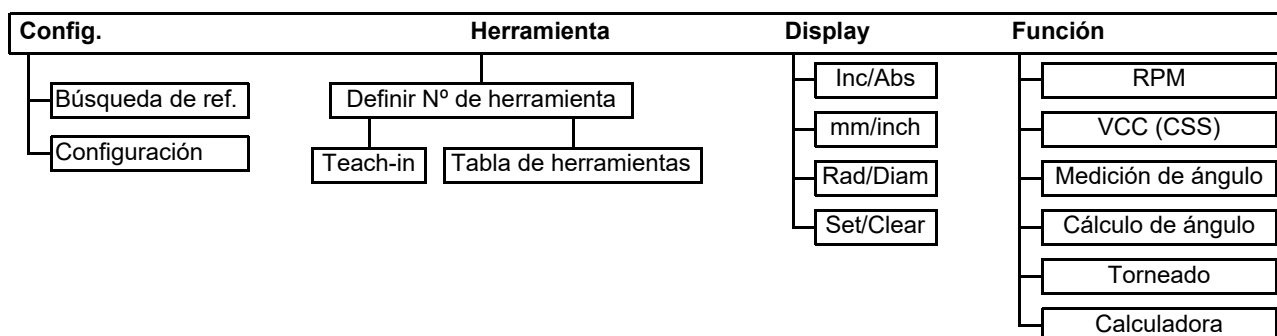 Config. Herramienta Display Función
Búsqueda de ref. Definir Nº de herramienta Inc/Abs RPM
Configuración Teach-in Tabla de herramientas mm/inch VCC (CSS)
Rad/Diam Medición de ángulo
Set/Clear Cálculo de ángulo
Torneado
Calculadora